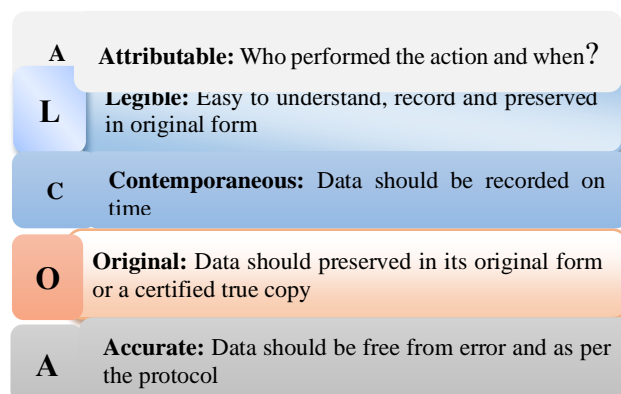 A
Attributable: Who performed the action and when?
L
Legible: Easy to understand, record and preserved
in original form
C
Contemporaneous: Data should be recorded on
time
O
Original: Data should preserved in its original form
or a certified true copy
A
Accurate: Data should be free from error and as per
the protocol